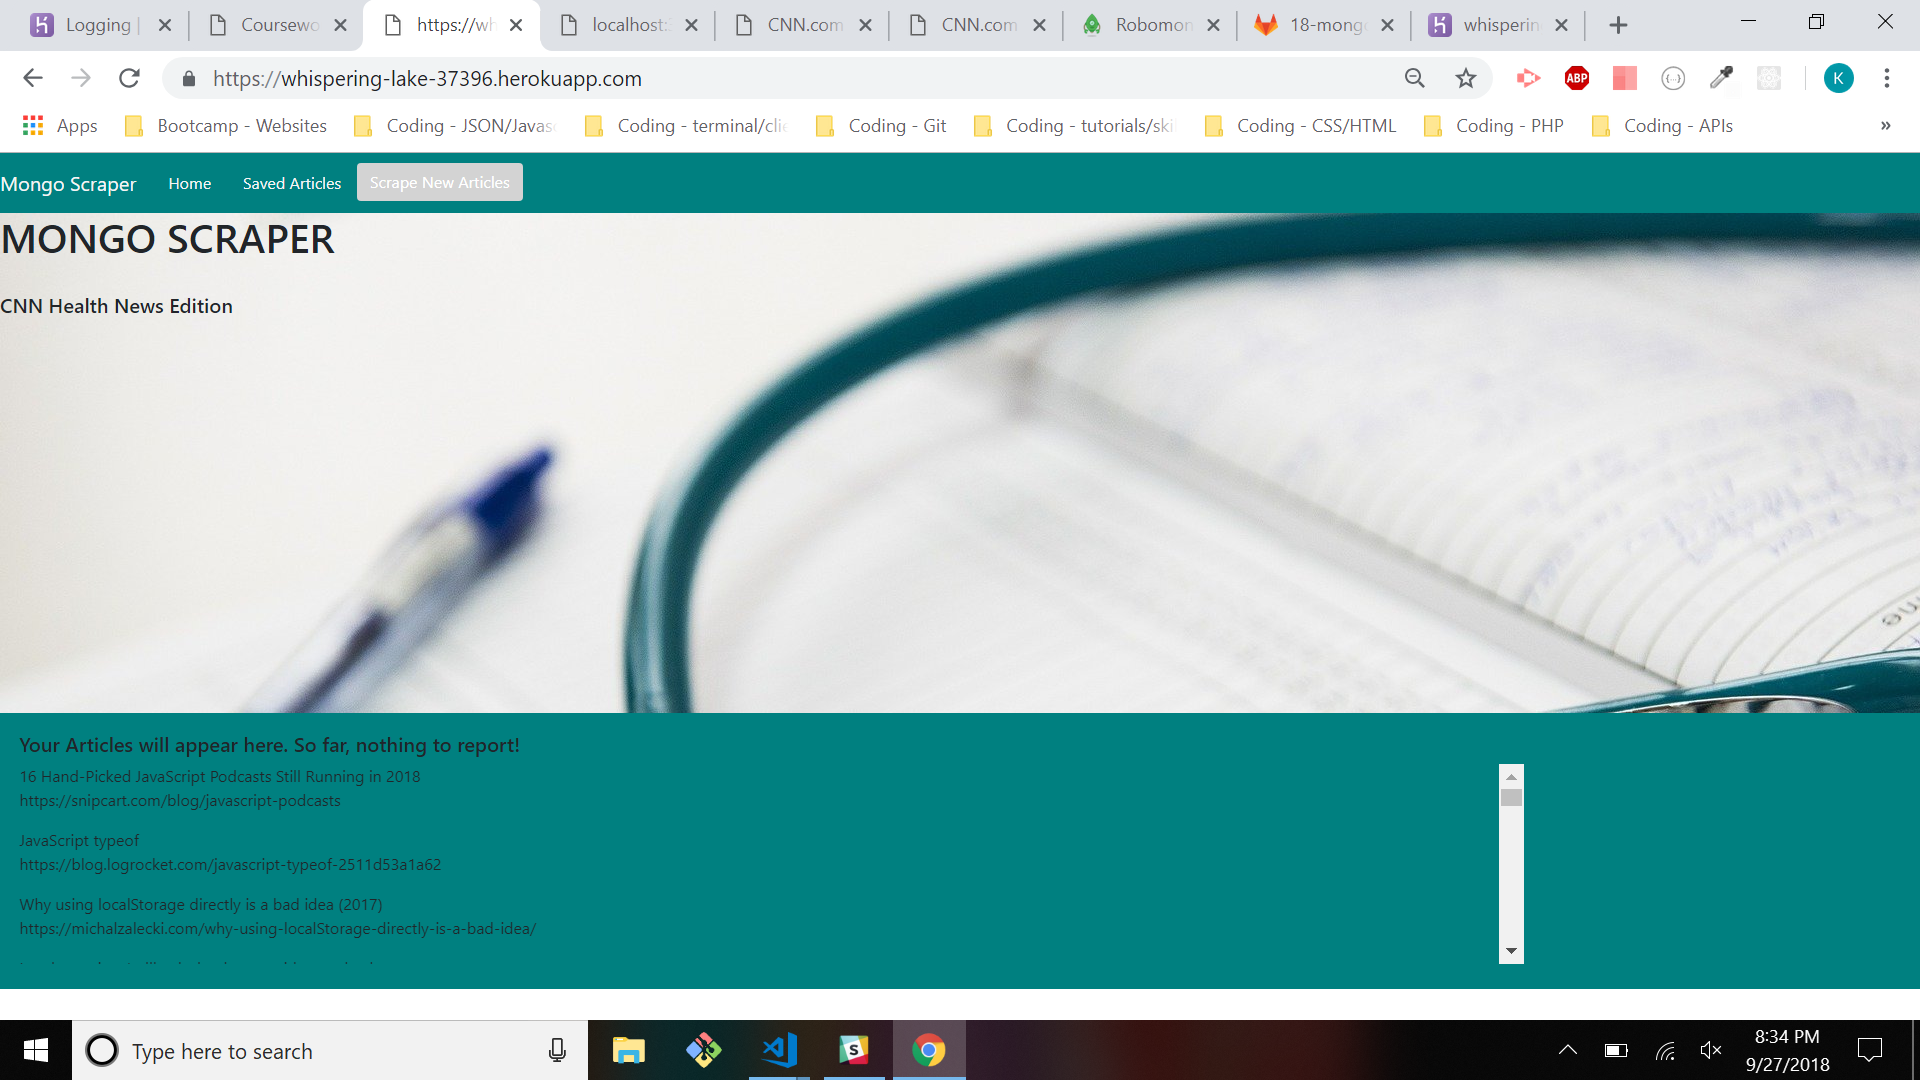 Logging |
Coursewo
https://wh
localhost:
CNN.com
CNN.com
Robomon
18-mong
whisperin
https://whispering-lake-37396.herokuapp.com
ABP
K
Apps
Bootcamp - Websites
Coding - JSON/Javasc
Coding - terminal/clie
Coding - Git
Coding - tutorials/ski
Coding - CSS/HTML
Coding - PHP
Coding - APIs
»
Mongo Scraper
Home
Saved Articles
Scrape New Articles
MONGO SCRAPER
CNN Health News Edition
Your Articles will appear here. So far, nothing to report!
16 Hand-Picked JavaScript Podcasts Still Running in 2018
https://snipcart.com/blog/javascript-podcasts
JavaScript typeof
https://blog.logrocket.com/javascript-typeof-2511d53a1a62
Why using localStorage directly is a bad idea (2017)
https://michalzalecki.com/why-using-localStorage-directly-is-a-bad-idea/
Type here to search
8:34 PM
9/27/2018